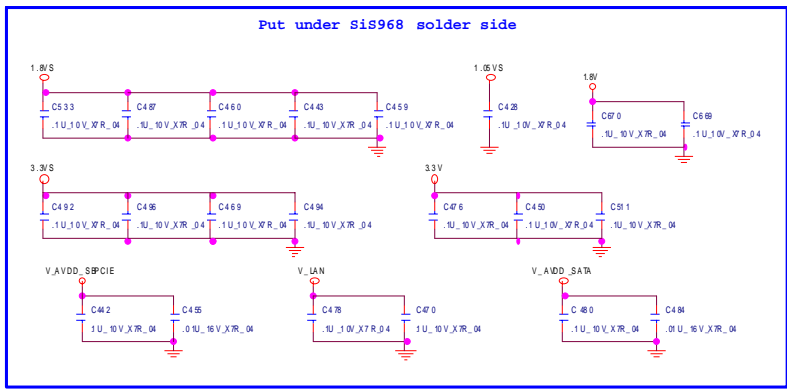 Put under SiS968 solder side
1.8VS
1.05VS
1.8V
C533 C487 C460 C443 C459 C428 C670 C669
.1U_10V_X7R_04 .1U_10V_X7R_04 .1U_10V_X7R_04 .1U_10V_X7R_04 .1U_10V_X7R_04 .1U_10V_X7R_04 .1U_10V_X7R_04 .1U_10V_X7R_04
3.3VS
3.3V
C492 C496 C469 C494 C476 C450 C511
.1U_10V_X7R_04 .1U_10V_X7R_04 .1U_10V_X7R_04 .1U_10V_X7R_04 .1U_10V_X7R_04 .1U_10V_X7R_04 .1U_10V_X7R_04
V_AVDD_SBPCIE V_LAN V_AVDD_SATA
C442 C455 C478 C470 C480 C484
.1U_10V_X7R_04 .01U_16V_X7R_04 .1U_10V_X7R_04 .1U_10V_X7R_04 .1U_10V_X7R_04 .01U_16V_X7R_04